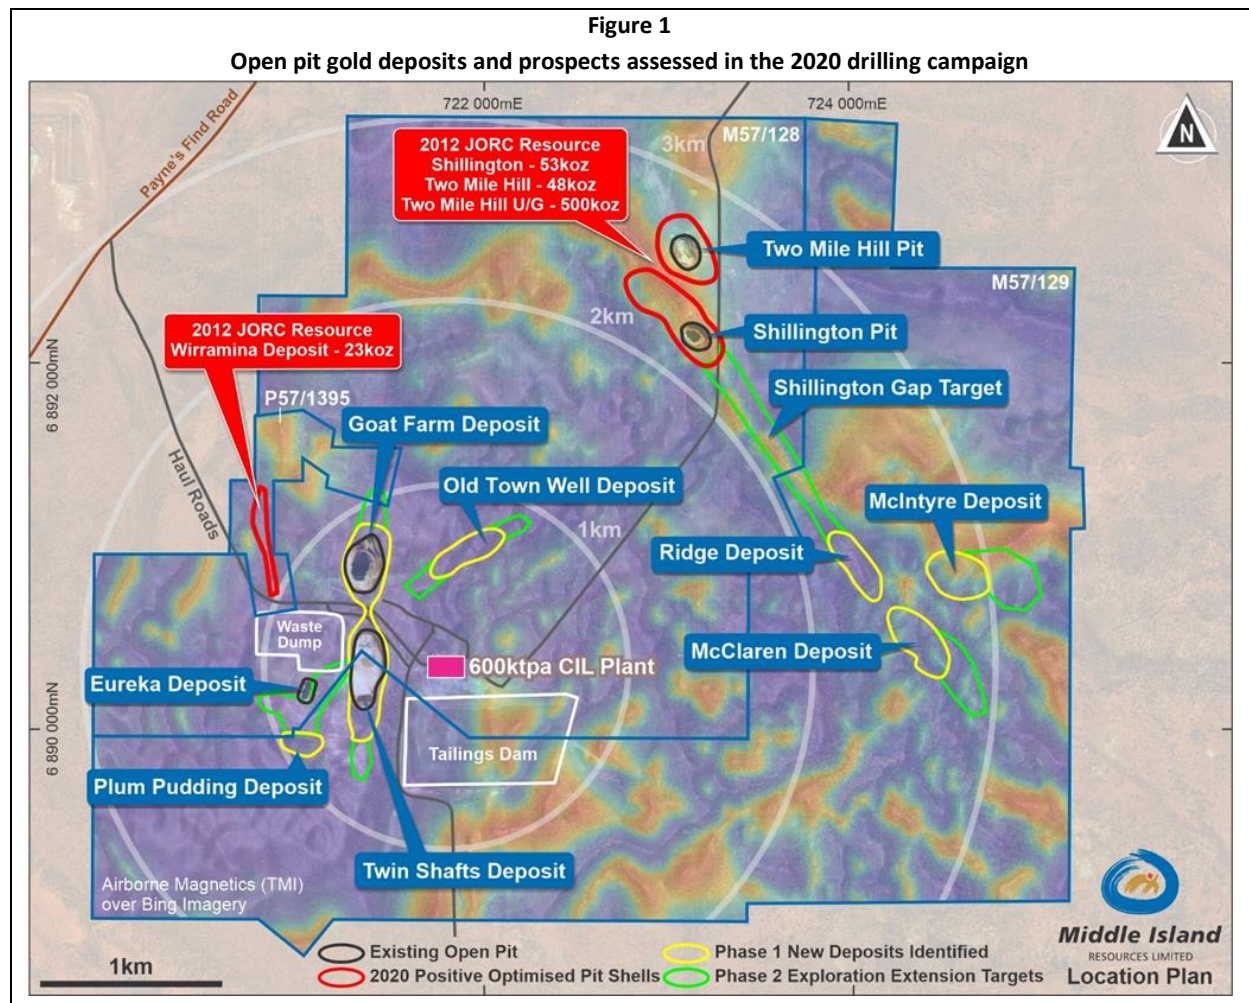 Figure 1
Open pit gold deposits and prospects assessed in the 2020 drilling campaign
722 000mE
724 000mE
Payne's Find Road
2012 JORC Resource
Shillington - 53koz
Two Mile Hill - 48koz
Two Mile Hill U/G - 500koz
3km
M57/128
N
Two Mile Hill Pit
M57/129
2km
Shillington Pit
2012 JORC Resource
Wirramina Deposit - 23koz
6 892 000mN
Shillington Gap Target
P57/1395
Goat Farm Deposit
Haul Roads
Old Town Well Deposit
McIntyre Deposit
1km
Ridge Deposit
Waste
Dump
McClaren Deposit
600ktpa CIL Plant
Eureka Deposit
6 890 000mN
Tailings Dam
Plum Pudding Deposit
Twin Shafts Deposit
Airborne Magnetics (TMI)
over Bing Imagery
Existing Open Pit
Phase 1 New Deposits Identified
2020 Positive Optimised Pit Shells
Phase 2 Exploration Extension Targets
1km
Middle Island
RESOURCES LIMITED
Location Plan